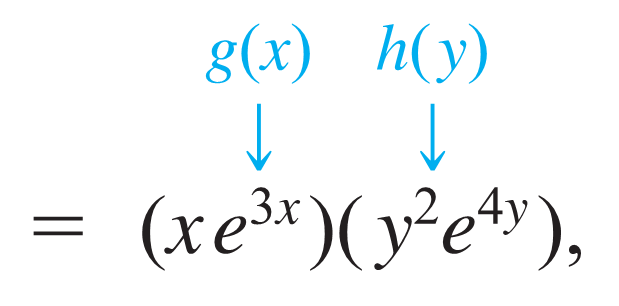 g(x) h(y)
↓ ↓
= (xe^{3x})(y^2e^{4y}),